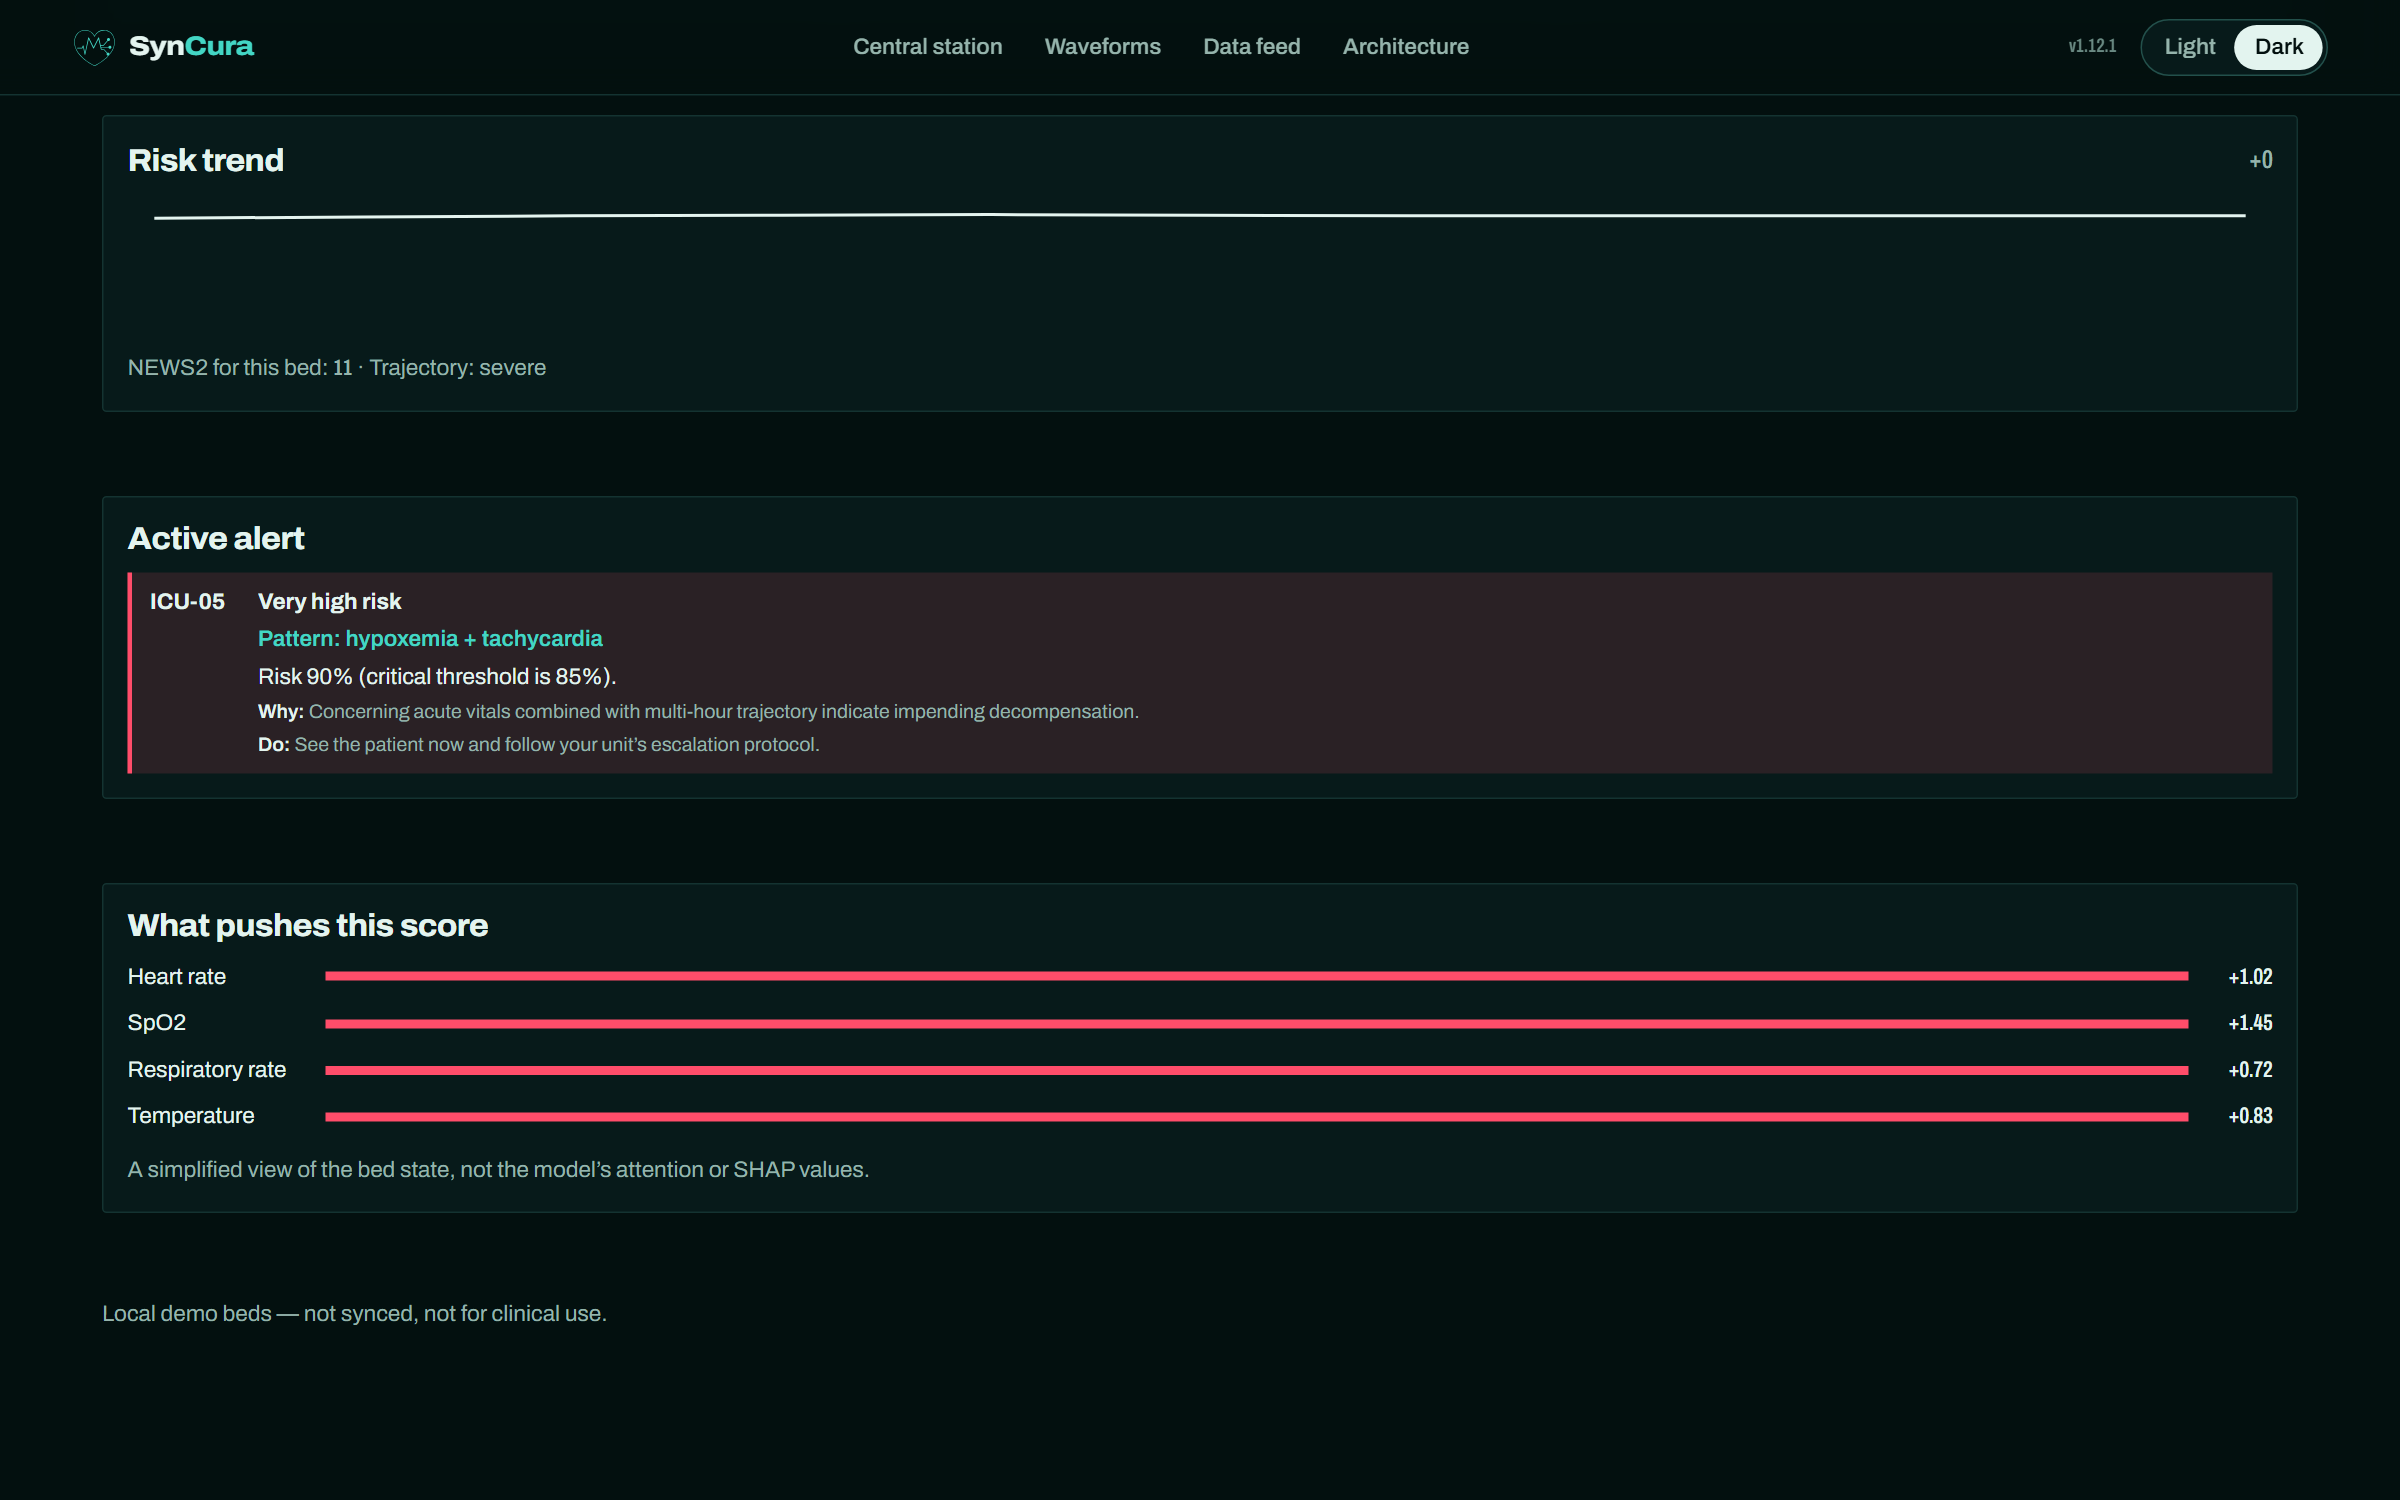 SynCura
Central station
Waveforms
Data feed
Architecture
v1.12.1
Light
Dark
Risk trend
+0
NEWS2 for this bed: 11 · Trajectory: severe
Active alert
ICU-05
Very high risk
Pattern: hypoxemia + tachycardia
Risk 90% (critical threshold is 85%).
Why: Concerning acute vitals combined with multi-hour trajectory indicate impending decompensation.
Do: See the patient now and follow your unit’s escalation protocol.
What pushes this score
Heart rate +1.02
SpO2 +1.45
Respiratory rate +0.72
Temperature +0.83
A simplified view of the bed state, not the model’s attention or SHAP values.
Local demo beds — not synced, not for clinical use.